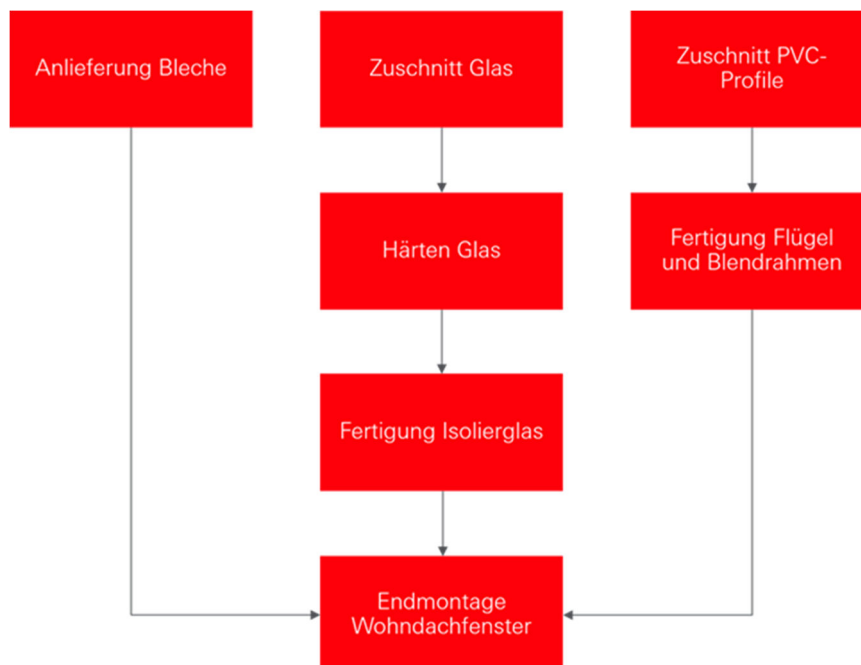 Anlieferung Bleche
Zuschnitt Glas
Zuschnitt PVC-
Profile
Härten Glas
Fertigung Flügel
und Blendrahmen
Fertigung Isolierglas
Endmontage
Wohndachfenster